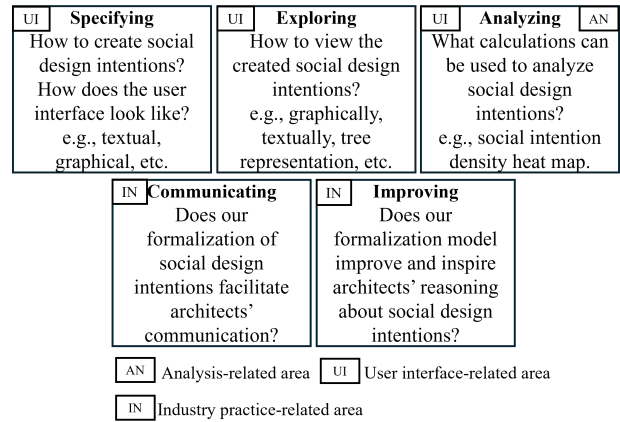 UI Specifying
How to create social
design intentions?
How does the user
interface look like?
e.g., textual,
graphical, etc.
UI Exploring
How to view the
created social design
intentions?
e.g., graphically,
textually, tree
representation, etc.
UI Analyzing AN
What calculations can
be used to analyze
social design
intentions?
e.g., social intention
density heat map.
IN Communicating
Does our
formalization of
social design
intentions facilitate
architects'
communication?
IN Improving
Does our
formalization model
improve and inspire
architects' reasoning
about social design
intentions?
AN Analysis-related area UI User interface-related area
IN Industry practice-related area